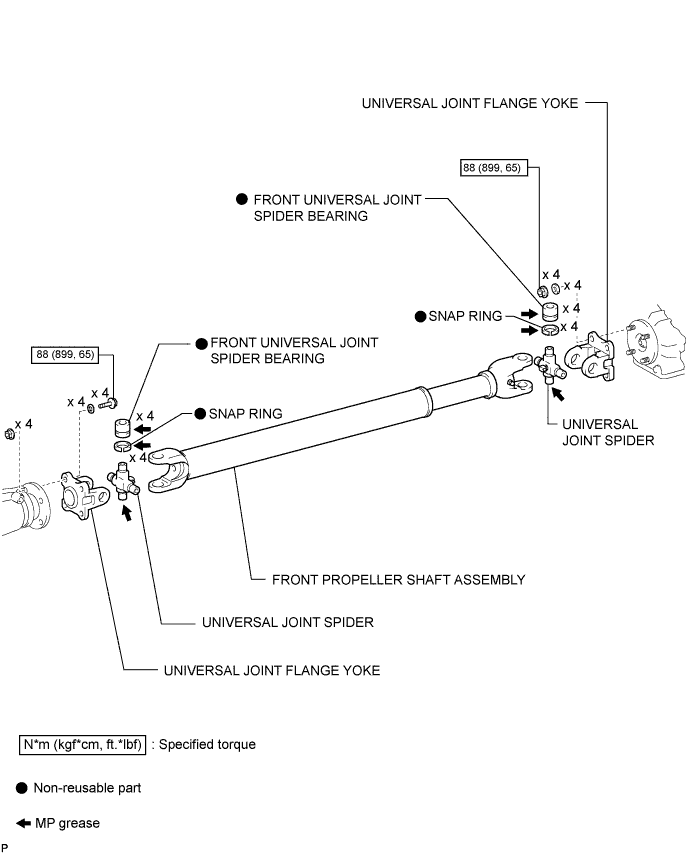 UNIVERSAL JOINT FLANGE YOKE
88 (899, 65)
FRONT UNIVERSAL JOINT
SPIDER BEARING
x 4
x 4
x 4
SNAP RING
x 4
88 (899, 65)
FRONT UNIVERSAL JOINT
SPIDER BEARING
x 4
x 4
x 4
x 4
SNAP RING
x 4
UNIVERSAL
JOINT SPIDER
FRONT PROPELLER SHAFT ASSEMBLY
UNIVERSAL JOINT SPIDER
UNIVERSAL JOINT FLANGE YOKE
N*m (kgf*cm, ft.*lbf) : Specified torque
Non-reusable part
MP grease
P